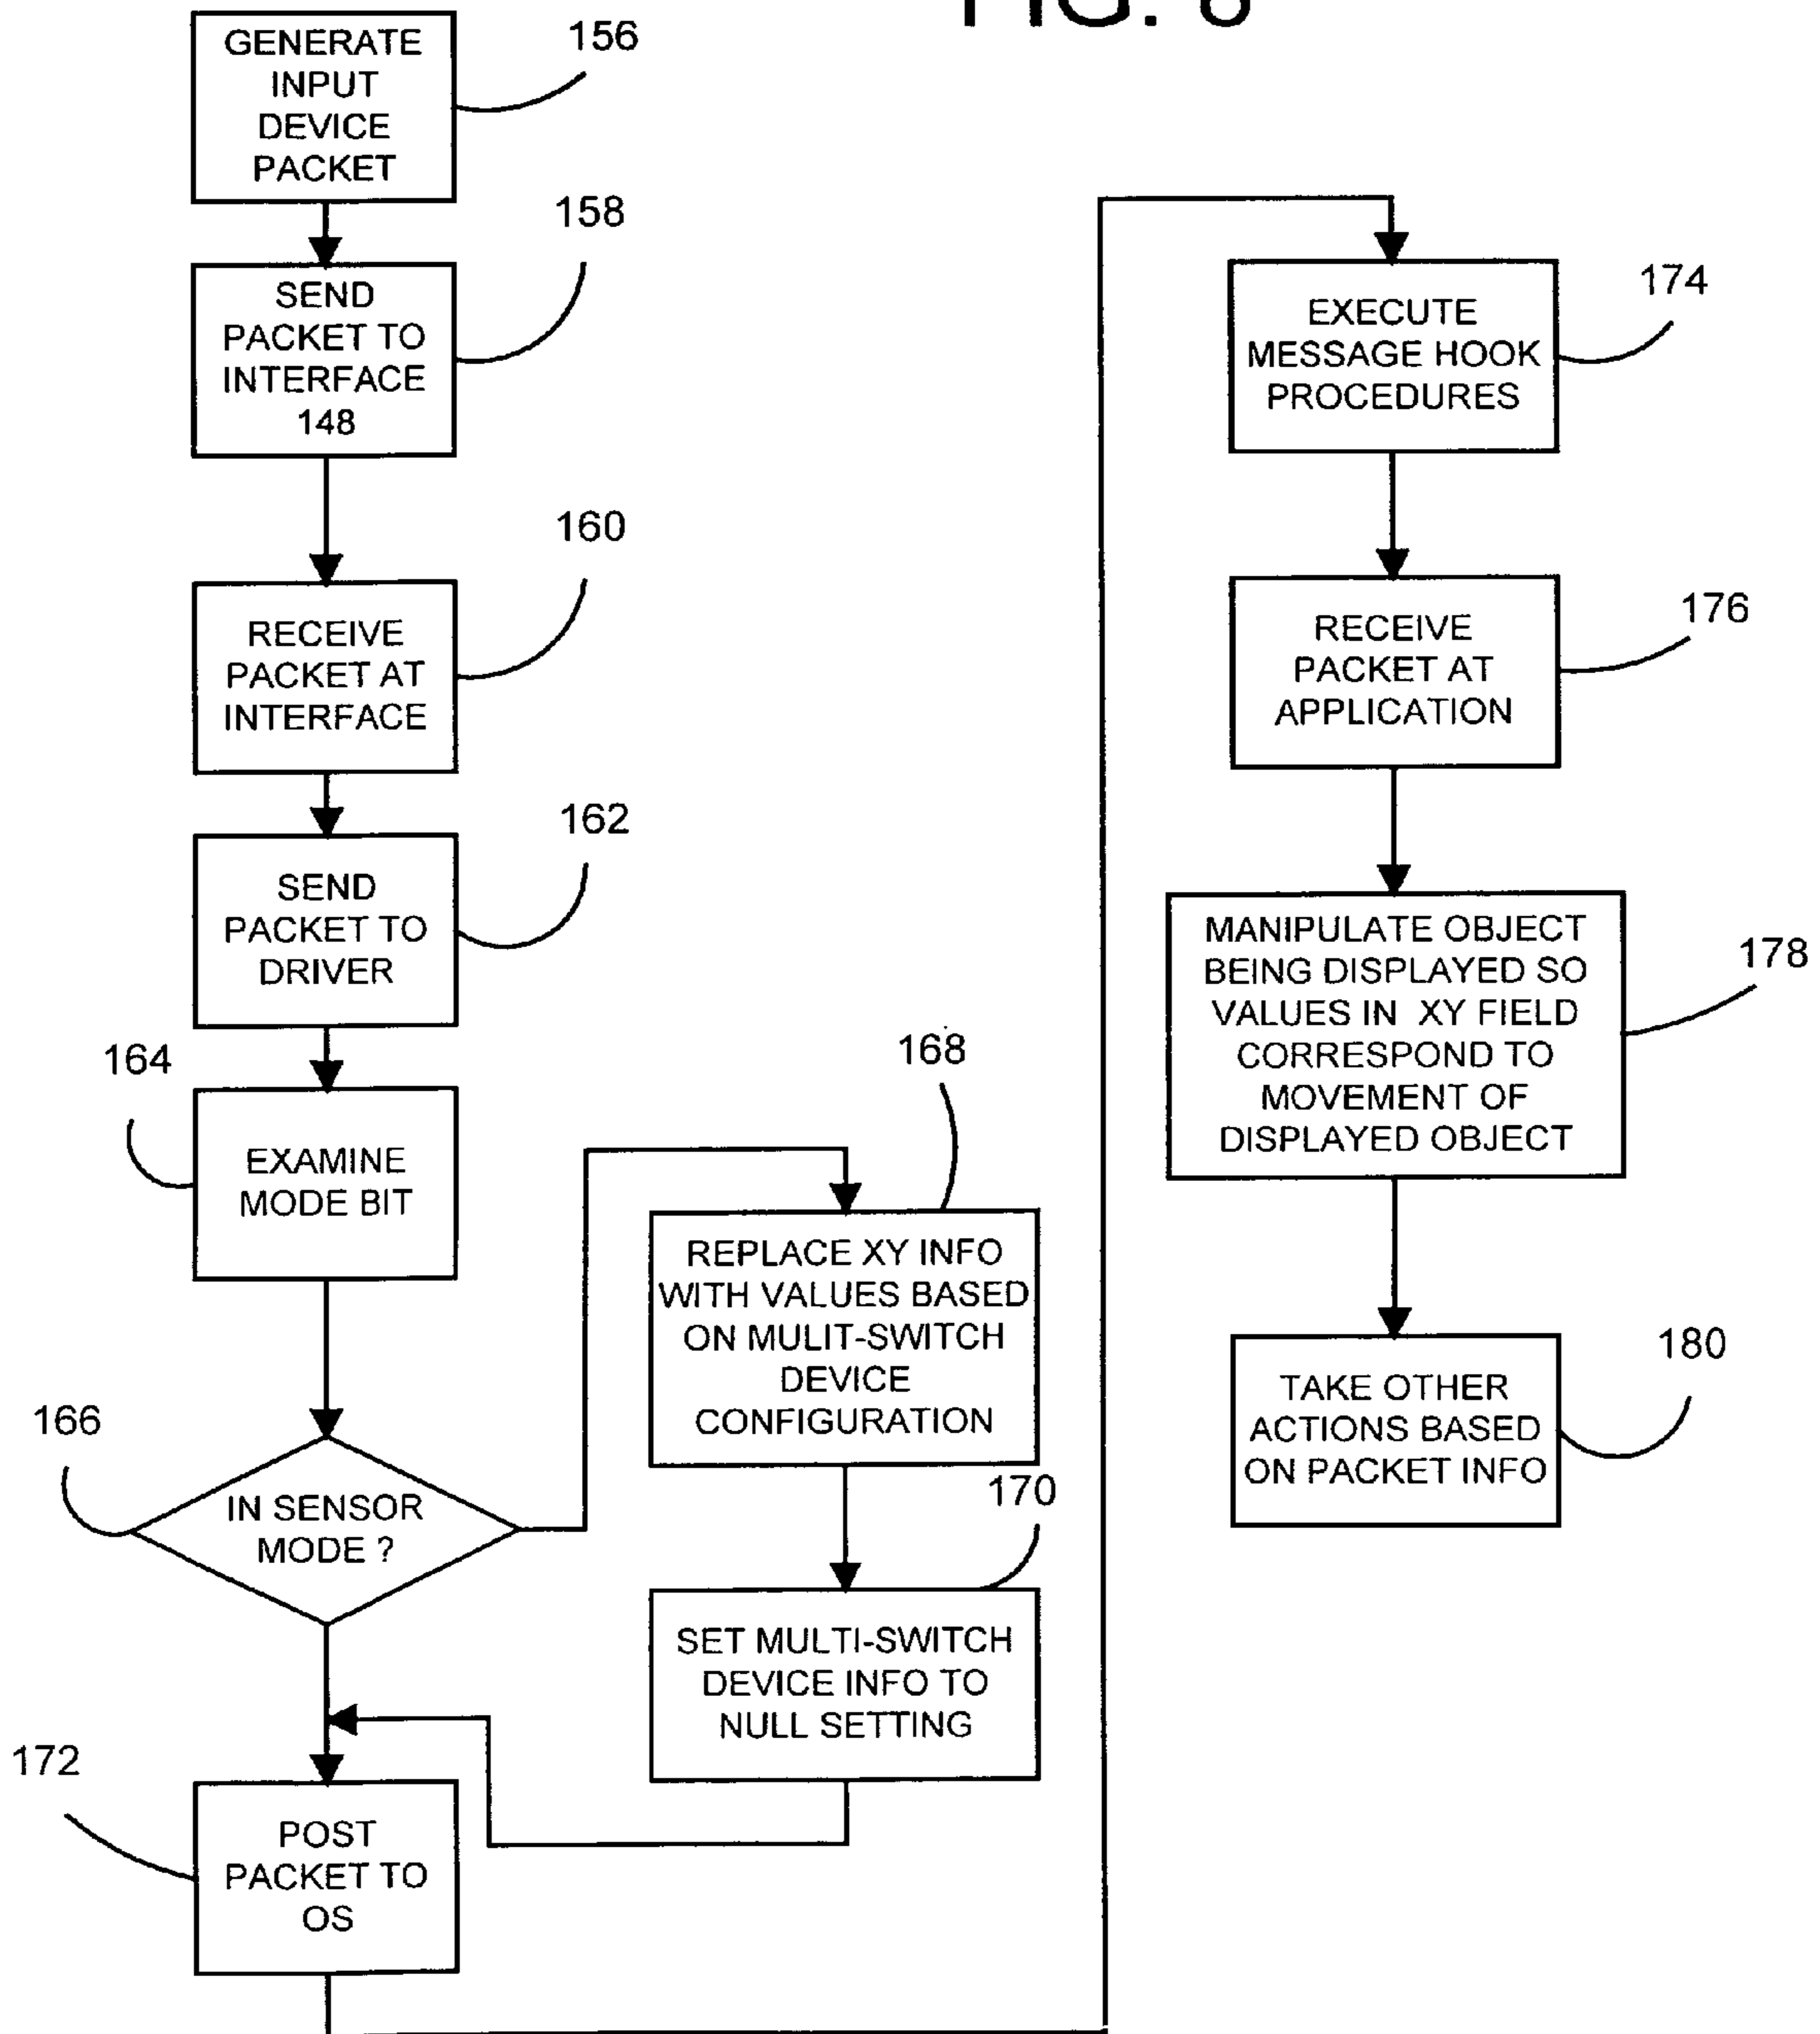 FIG. 8
GENERATE
INPUT
DEVICE
PACKET
156
SEND
PACKET TO
INTERFACE
148
158
RECEIVE
PACKET AT
INTERFACE
160
SEND
PACKET TO
DRIVER
162
EXAMINE
MODE BIT
164
IN SENSOR
MODE ?
166
REPLACE XY INFO
WITH VALUES BASED
ON MULIT-SWITCH
DEVICE
CONFIGURATION
168
SET MULTI-SWITCH
DEVICE INFO TO
NULL SETTING
170
POST
PACKET TO
OS
172
EXECUTE
MESSAGE HOOK
PROCEDURES
174
RECEIVE
PACKET AT
APPLICATION
176
MANIPULATE OBJECT
BEING DISPLAYED SO
VALUES IN XY FIELD
CORRESPOND TO
MOVEMENT OF
DISPLAYED OBJECT
178
TAKE OTHER
ACTIONS BASED
ON PACKET INFO
180